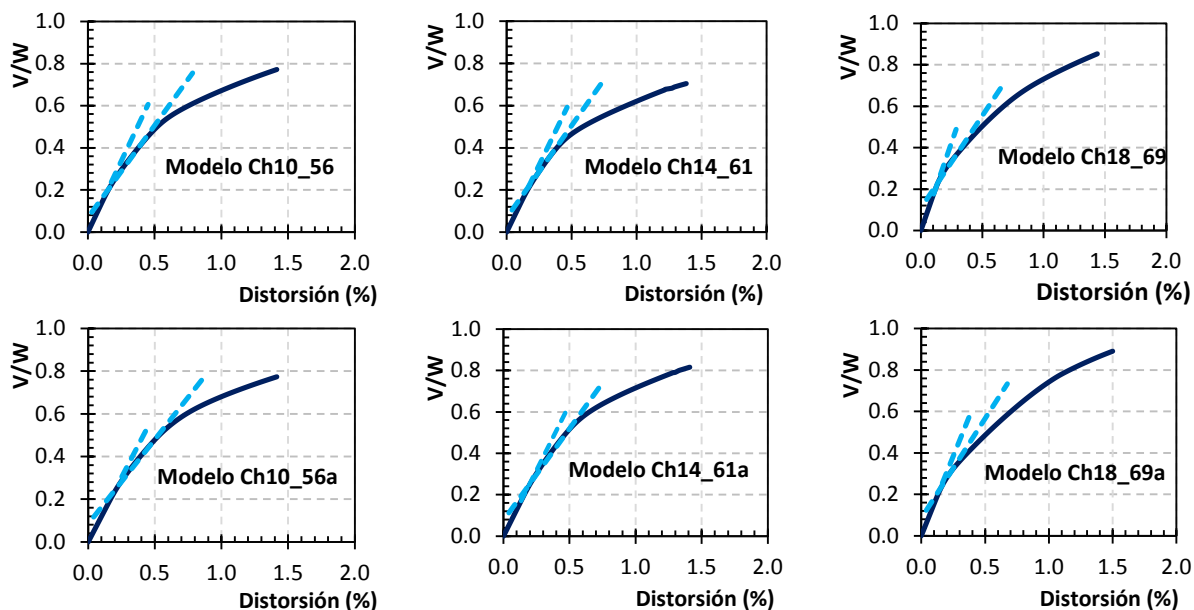 V/W
1.0
0.8
0.6
0.4
0.2
0.0
Modelo Ch10_56
0.0 0.5 1.0 1.5 2.0
Distorsión (%)
V/W
1.0
0.8
0.6
0.4
0.2
0.0
Modelo Ch14_61
0.0 0.5 1.0 1.5 2.0
Distorsión (%)
V/W
1.0
0.8
0.6
0.4
0.2
0.0
Modelo Ch18_69
0.0 0.5 1.0 1.5 2.0
Distorsión (%)
V/W
1.0
0.8
0.6
0.4
0.2
0.0
Modelo Ch10_56a
0.0 0.5 1.0 1.5 2.0
Distorsión (%)
V/W
1.0
0.8
0.6
0.4
0.2
0.0
Modelo Ch14_61a
0.0 0.5 1.0 1.5 2.0
Distorsión (%)
V/W
1.0
0.8
0.6
0.4
0.2
0.0
Modelo Ch18_69a
0.0 0.5 1.0 1.5 2.0
Distorsión (%)